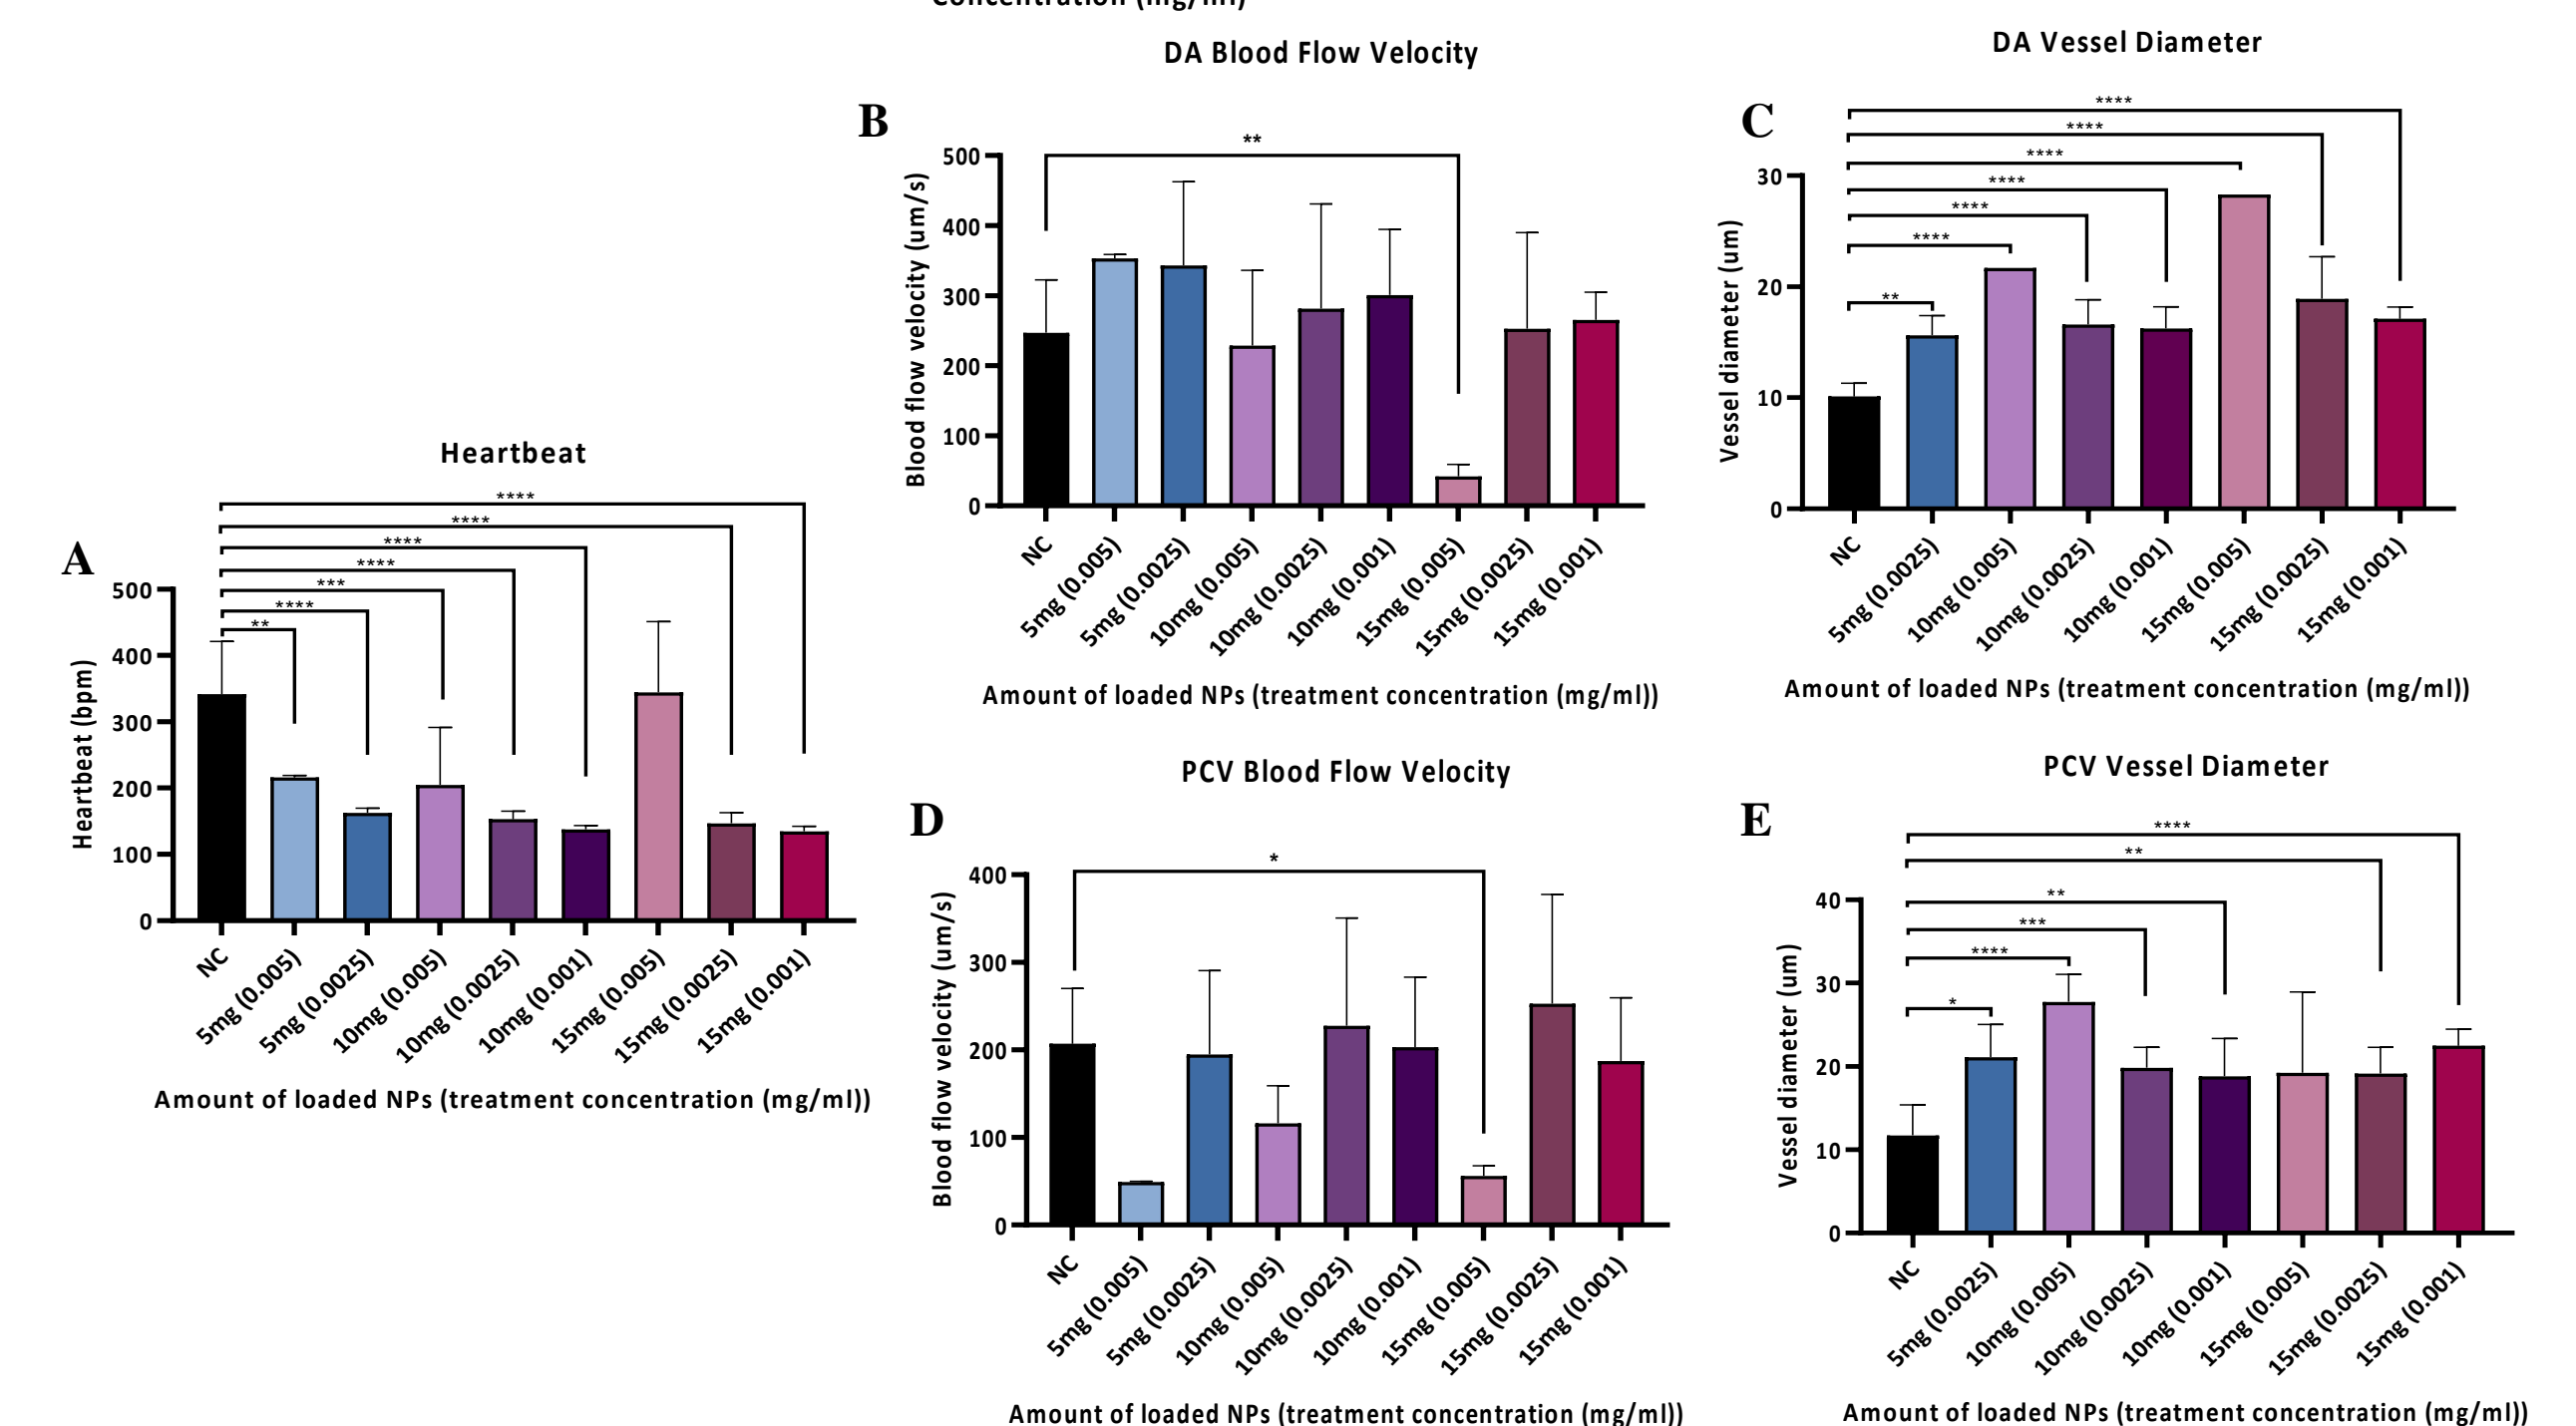 Concentration (mg/ml)
A
Heartbeat
****
****
****
****
***
****
**
Heartbeat (bpm)
500
400
300
200
100
0
NC
5mg (0.005)
5mg (0.0025)
10mg (0.005)
10mg (0.0025)
10mg (0.001)
15mg (0.005)
15mg (0.0025)
15mg (0.001)
Amount of loaded NPs (treatment concentration (mg/ml))
B
DA Blood Flow Velocity
**
Blood flow velocity (um/s)
500
400
300
200
100
0
NC
5mg (0.005)
5mg (0.0025)
10mg (0.005)
10mg (0.0025)
10mg (0.001)
15mg (0.005)
15mg (0.0025)
15mg (0.001)
Amount of loaded NPs (treatment concentration (mg/ml))
C
DA Vessel Diameter
****
****
****
****
****
****
**
Vessel diameter (um)
30
20
10
0
NC
5mg (0.0025)
10mg (0.005)
10mg (0.0025)
10mg (0.001)
15mg (0.005)
15mg (0.0025)
15mg (0.001)
Amount of loaded NPs (treatment concentration (mg/ml))
D
PCV Blood Flow Velocity
*
Blood flow velocity (um/s)
400
300
200
100
0
NC
5mg (0.005)
5mg (0.0025)
10mg (0.005)
10mg (0.0025)
10mg (0.001)
15mg (0.005)
15mg (0.0025)
15mg (0.001)
Amount of loaded NPs (treatment concentration (mg/ml))
E
PCV Vessel Diameter
****
**
**
***
****
*
Vessel diameter (um)
40
30
20
10
0
NC
5mg (0.0025)
10mg (0.005)
10mg (0.0025)
10mg (0.001)
15mg (0.005)
15mg (0.0025)
15mg (0.001)
Amount of loaded NPs (treatment concentration (mg/ml))